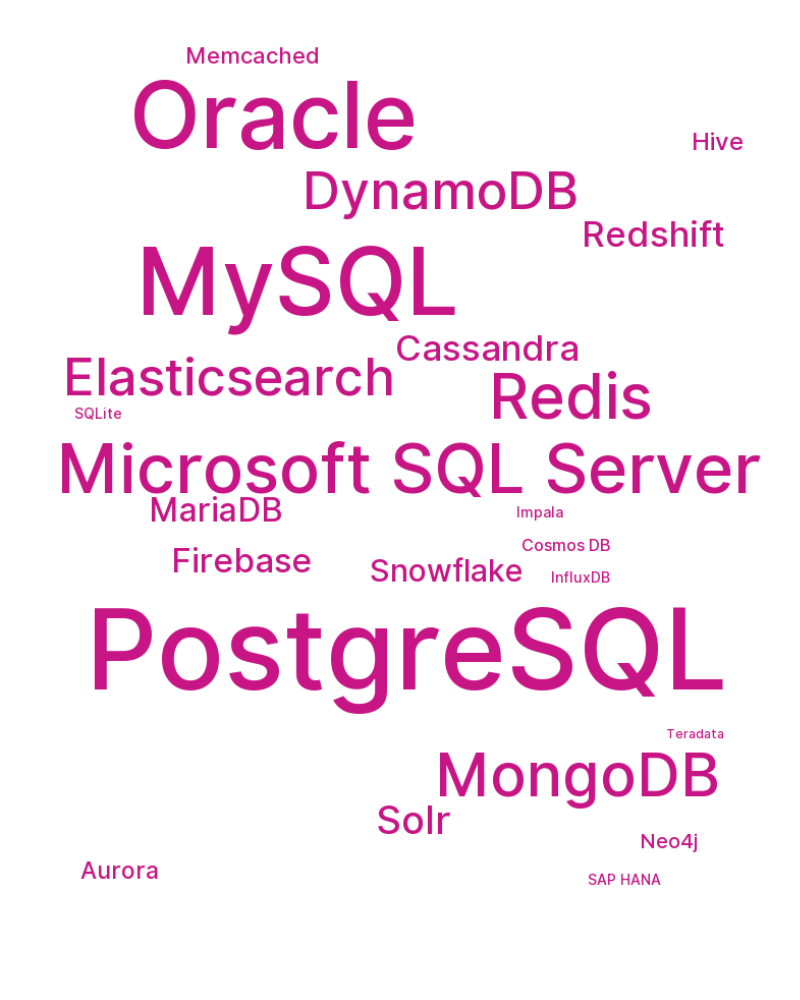 Memcached
Oracle
Hive
DynamoDB
Redshift
MySQL
Cassandra
Elasticsearch
Redis
SQLite
Microsoft SQL Server
MariaDB
Impala
Cosmos DB
Firebase
Snowflake
InfluxDB
PostgreSQL
Teradata
MongoDB
Solr
Neo4j
Aurora
SAP HANA